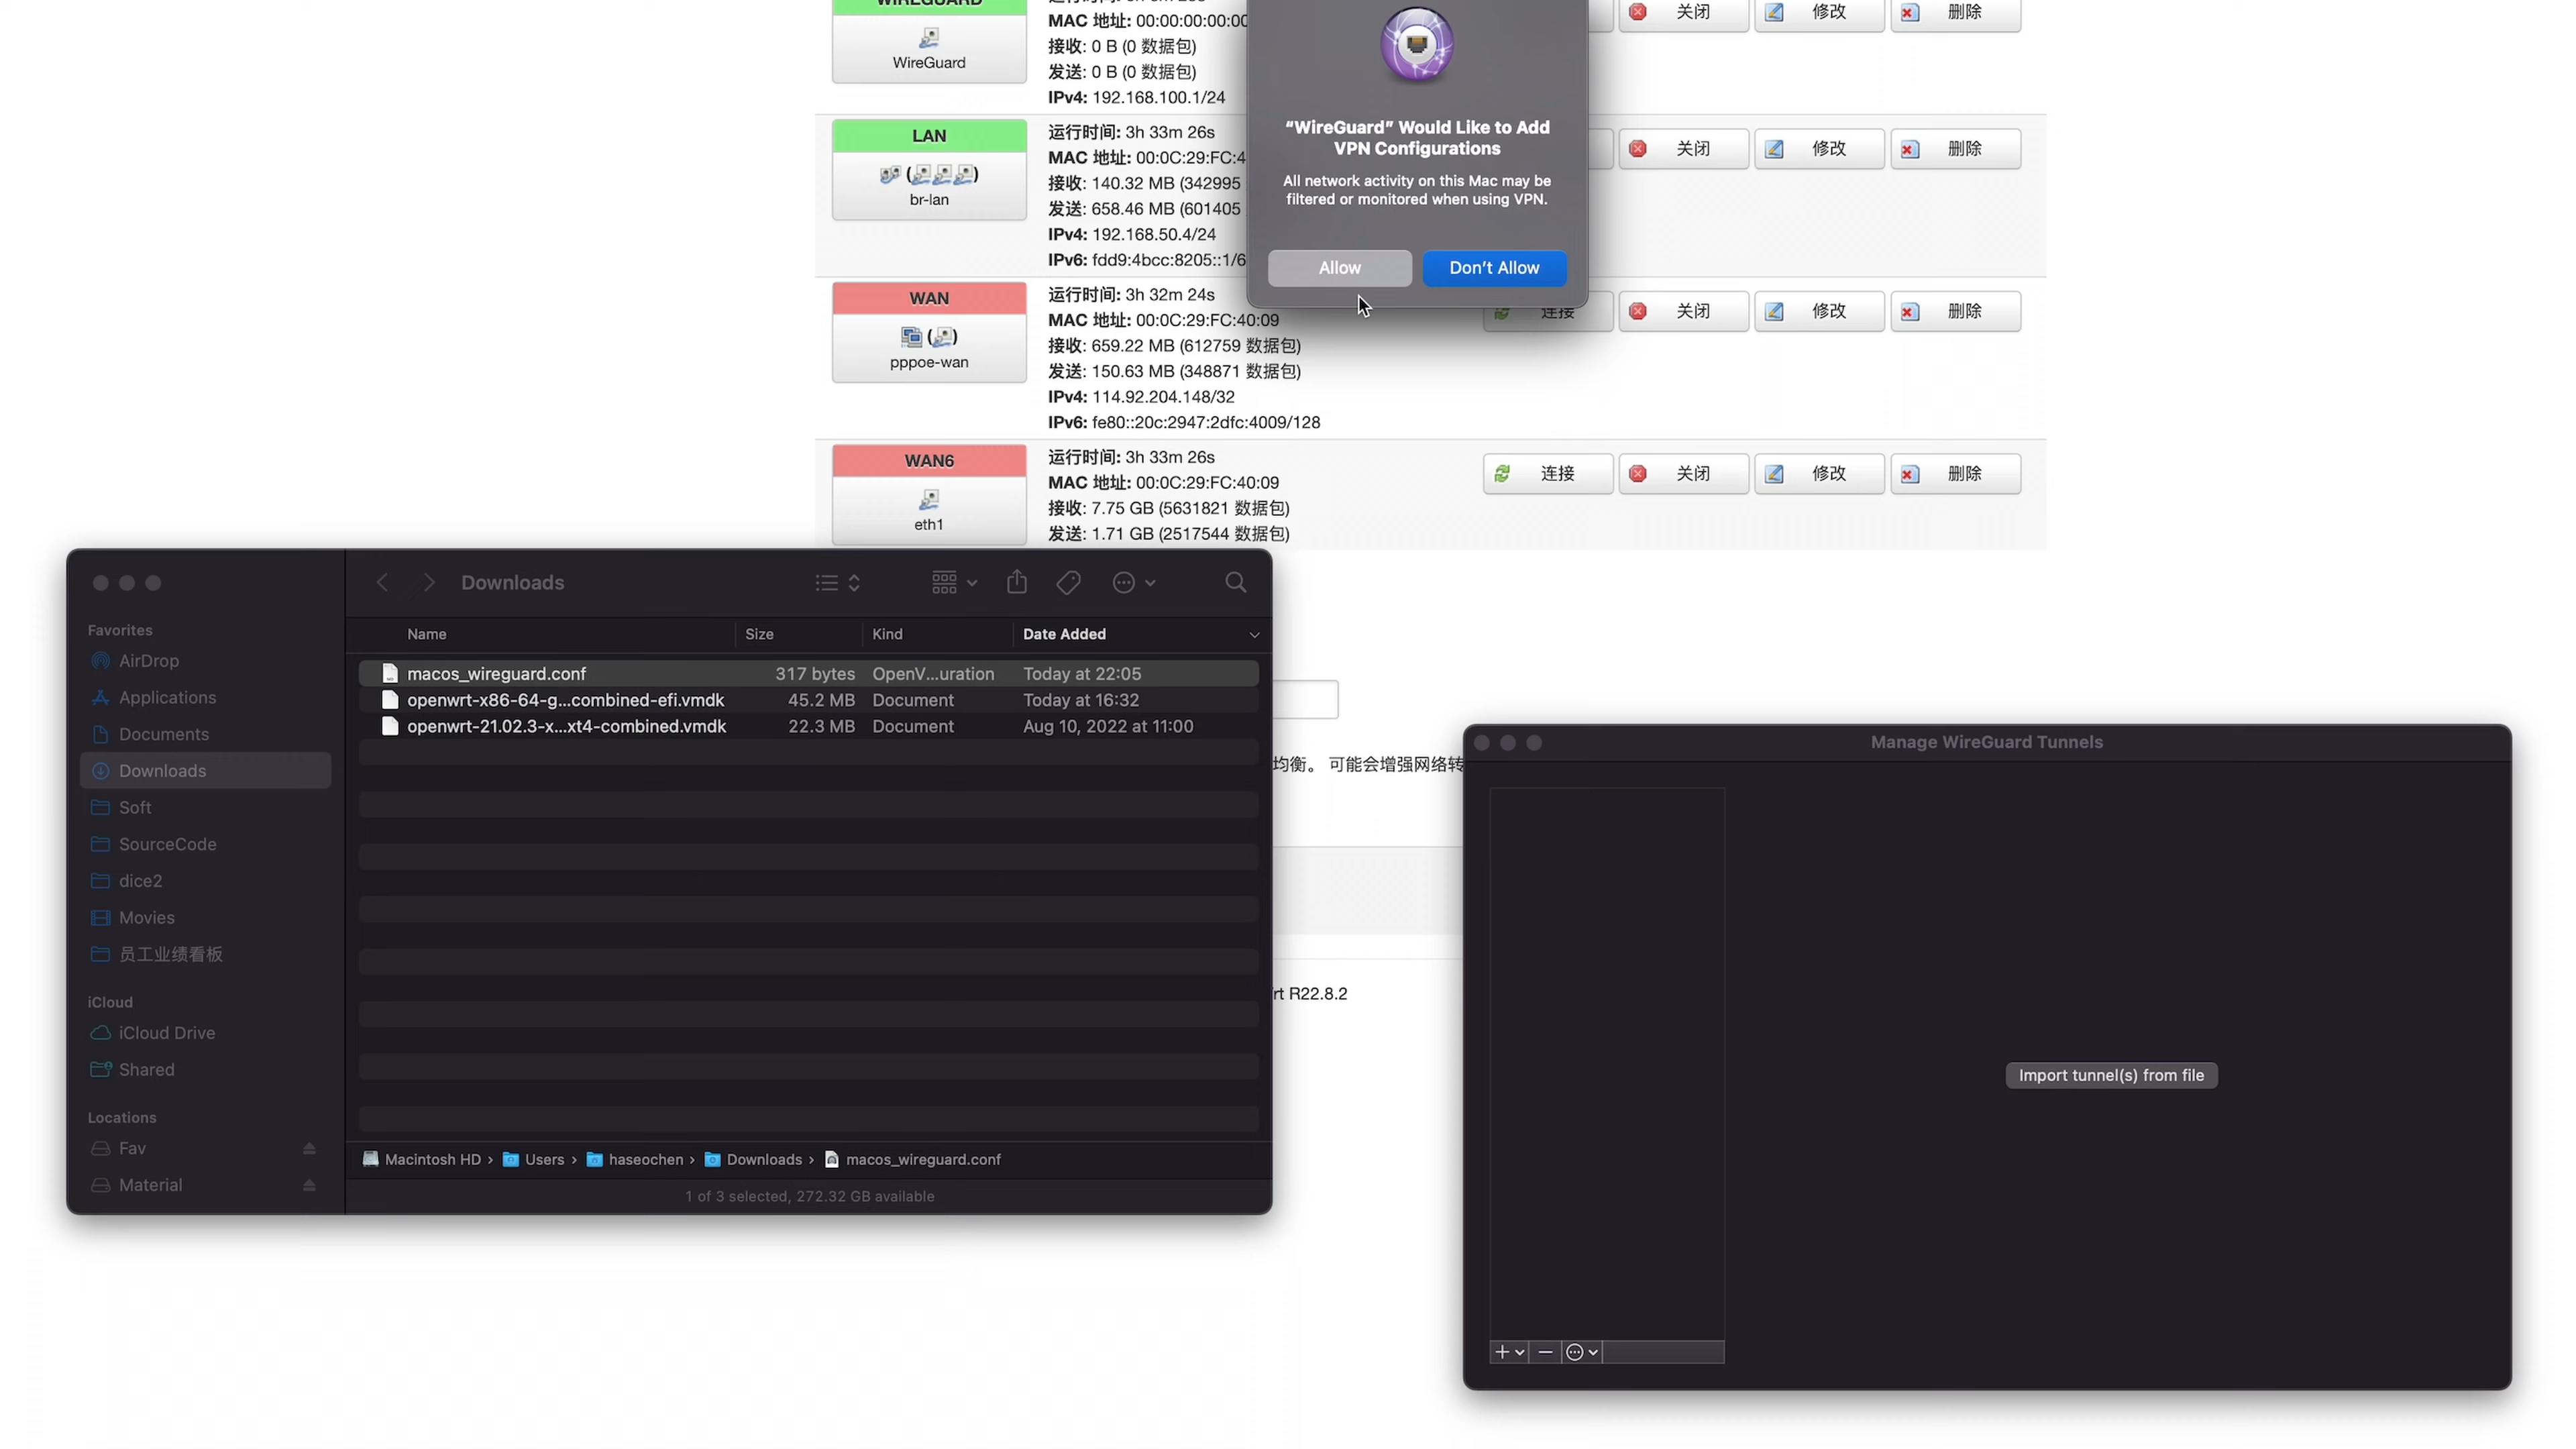 WIREGUARD
WireGuard
MAC 地址: 00:00:00:00:00
接收: 0 B (0 数据包)
发送: 0 B (0 数据包)
IPv4: 192.168.100.1/24
关闭
修改
删除
“WireGuard” Would Like to Add
VPN Configurations
All network activity on this Mac may be
filtered or monitored when using VPN.
Allow
Don’t Allow
LAN
br-lan
运行时间: 3h 33m 26s
MAC 地址: 00:0C:29:FC:4
接收: 140.32 MB (342995
发送: 658.46 MB (601405
IPv4: 192.168.50.4/24
IPv6: fdd9:4bcc:8205::1/6
关闭
修改
删除
WAN
pppoe-wan
运行时间: 3h 32m 24s
MAC 地址: 00:0C:29:FC:40:09
接收: 659.22 MB (612759 数据包)
发送: 150.63 MB (348871 数据包)
IPv4: 114.92.204.148/32
IPv6: fe80::20c:2947:2dfc:4009/128
连接
关闭
修改
删除
WAN6
eth1
运行时间: 3h 33m 26s
MAC 地址: 00:0C:29:FC:40:09
接收: 7.75 GB (5631821 数据包)
发送: 1.71 GB (2517544 数据包)
连接
关闭
修改
删除
Downloads
Favorites
AirDrop
Applications
Documents
Downloads
Soft
SourceCode
dice2
Movies
员工业绩看板
iCloud
iCloud Drive
Shared
Locations
Fav
Material
Name Size Kind Date Added
macos_wireguard.conf 317 bytes OpenV...uration Today at 22:05
openwrt-x86-64-g...combined-efi.vmdk 45.2 MB Document Today at 16:32
openwrt-21.02.3-x...xt4-combined.vmdk 22.3 MB Document Aug 10, 2022 at 11:00
Macintosh HD › Users › haseochen › Downloads › macos_wireguard.conf
1 of 3 selected, 272.32 GB available
均衡。 可能会增强网络转
rt R22.8.2
Manage WireGuard Tunnels
Import tunnel(s) from file